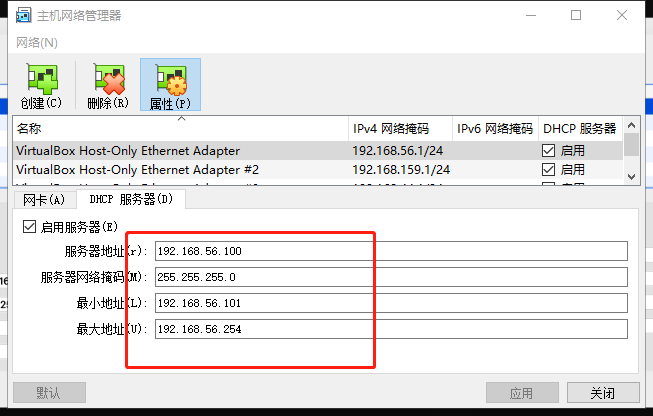 主机网络管理器
网络(N)
创建(C) 删除(R) 属性(P)
名称 IPv4 网络掩码 IPv6 网络掩码 DHCP 服务器
VirtualBox Host-Only Ethernet Adapter 192.168.56.1/24 启用
VirtualBox Host-Only Ethernet Adapter #2 192.168.159.1/24 启用
网卡(A) DHCP 服务器(D)
启用服务器(E)
服务器地址(r): 192.168.56.100
服务器网络掩码(M): 255.255.255.0
最小地址(L): 192.168.56.101
最大地址(U): 192.168.56.254
默认 应用 关闭